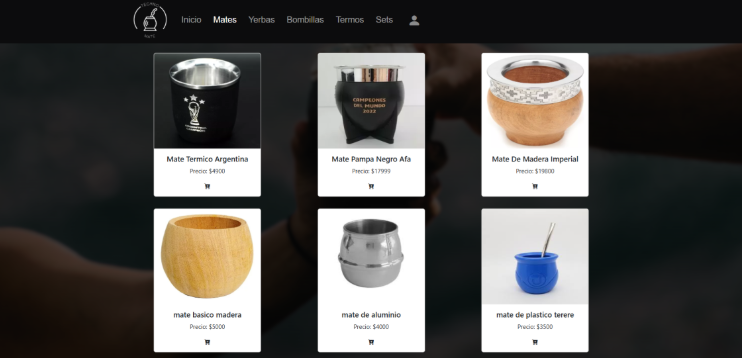 Inicio Mates Yerbas Bombillas Termos Sets
CAMPEONES
DEL MUNDO
2022
Mate Termico Argentina
Precio: $4900
Mate Pampa Negro Afa
Precio: $17999
Mate De Madera Imperial
Precio: $19800
mate basico madera
Precio: $5000
mate de aluminio
Precio: $4000
mate de plastico terere
Precio: $3500